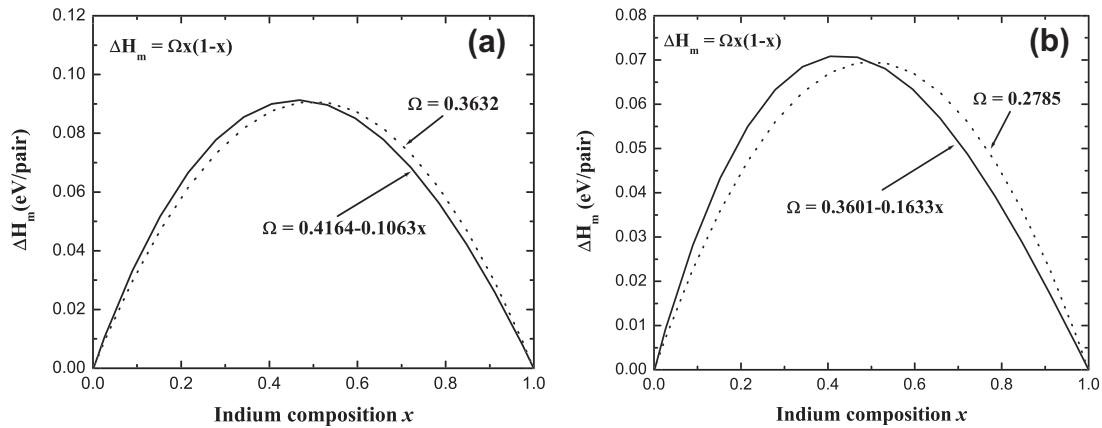 (a)
ΔHm = Ωx(1-x)
Ω = 0.3632
Ω = 0.4164-0.1063x
ΔHm (eV/pair)
0.12
0.10
0.08
0.06
0.04
0.02
0.00
0.0 0.2 0.4 0.6 0.8 1.0
Indium composition x
(b)
ΔHm = Ωx(1-x)
Ω = 0.2785
Ω = 0.3601-0.1633x
ΔHm (eV/pair)
0.08
0.07
0.06
0.05
0.04
0.03
0.02
0.01
0.00
0.0 0.2 0.4 0.6 0.8 1.0
Indium composition x